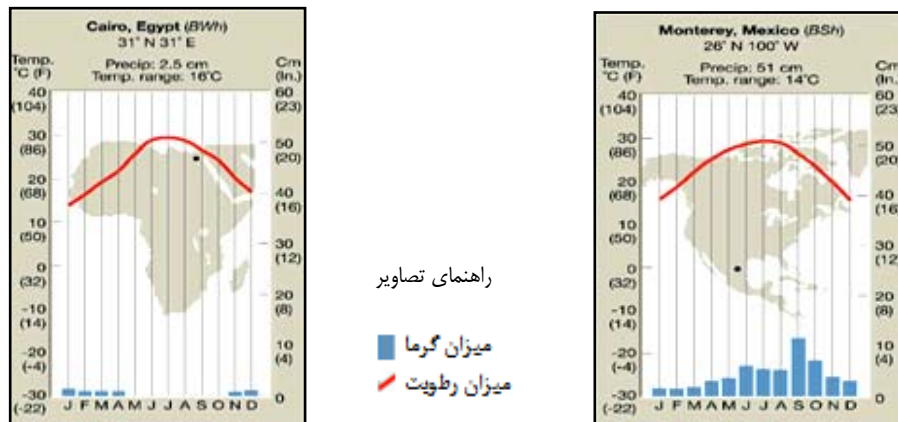 Cairo, Egypt (BWh)
31° N 31° E
Precip: 2.5 cm
Temp. range: 16°C
Temp.
°C (F)
Cm
(In.)
40
(104)
30
(86)
20
(68)
10
(50)
0
(32)
-10
(14)
-20
(-4)
-30
(-22)
60
(23)
50
(20)
40
(16)
30
(12)
20
(8)
10
(4)
0
J F M A M J J A S O N D
راهنمای تصاویر
میزان گرما
میزان رطوبت
Monterey, Mexico (BSh)
26° N 100° W
Precip: 51 cm
Temp. range: 14°C
Temp.
°C (F)
Cm
(In.)
40
(104)
30
(86)
20
(68)
10
(50)
0
(32)
-10
(14)
-20
(-4)
-30
(-22)
60
(23)
50
(20)
40
(16)
30
(12)
20
(8)
10
(4)
0
J F M A M J J A S O N D